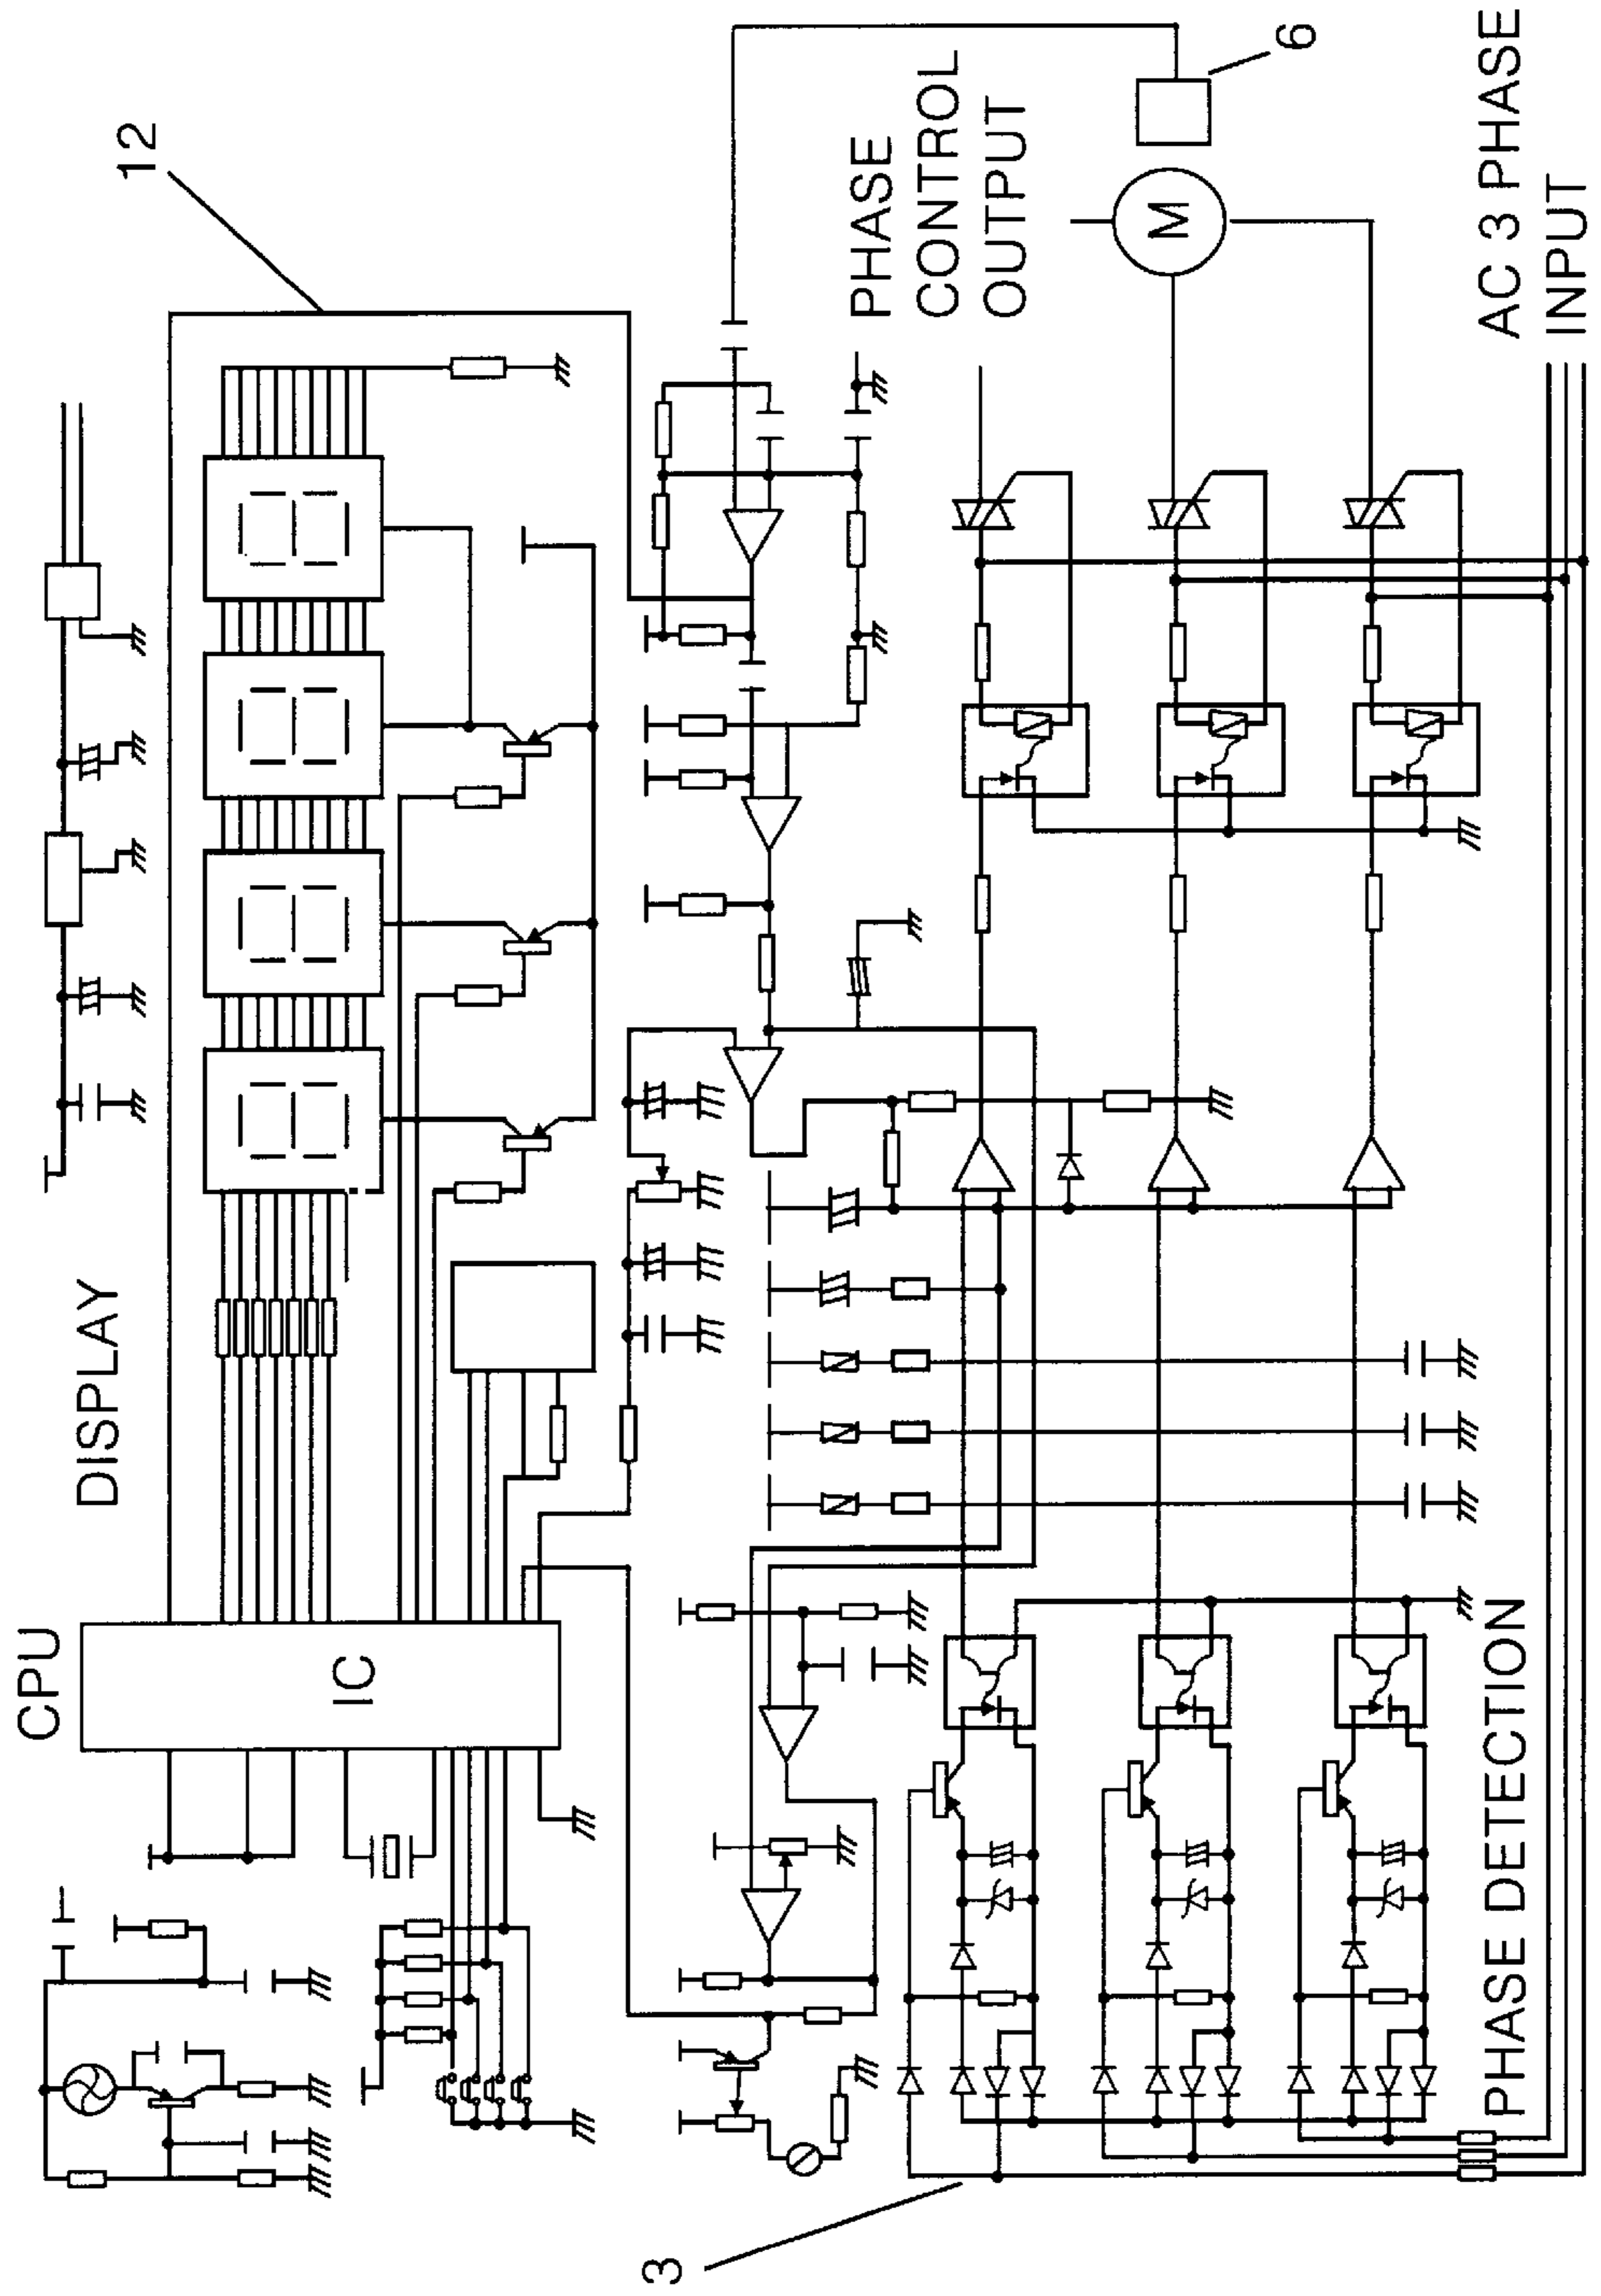 CPU
DISPLAY
12
IC
PHASE
CONTROL
OUTPUT
6
M
AC 3 PHASE
INPUT
3
PHASE DETECTION